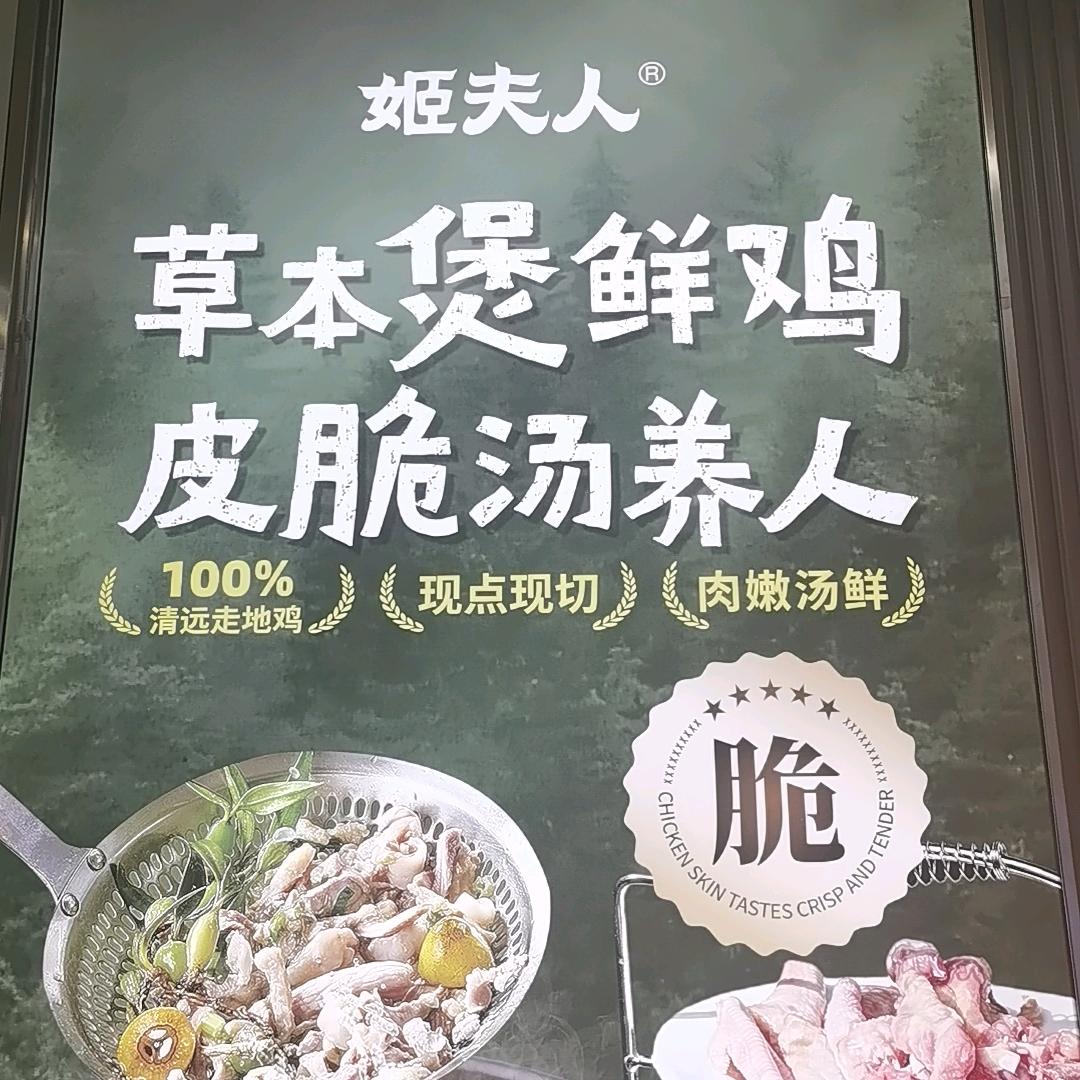 姬夫人®
草本煲鲜鸡
皮脆汤养人
100%
清远走地鸡
现点现切
肉嫩汤鲜
脆
CHICKEN SKIN TASTES CRISP AND TENDER